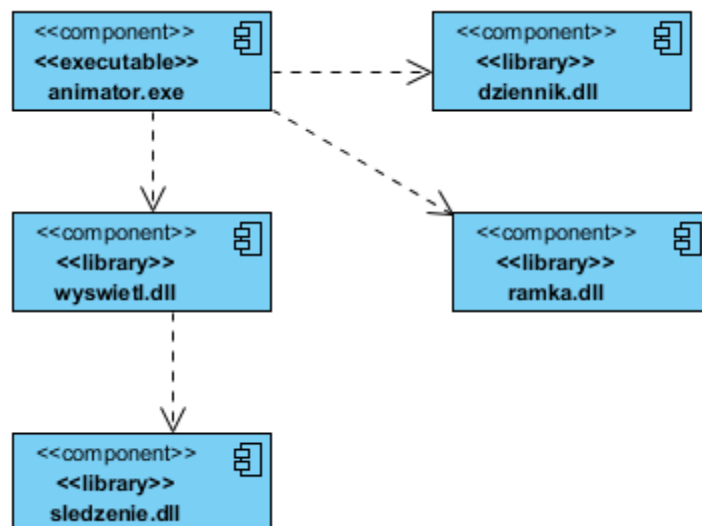 <<component>>
<<executable>>
animator.exe
<<component>>
<<library>>
dziennik.dll
<<component>>
<<library>>
wyswietl.dll
<<component>>
<<library>>
ramka.dll
<<component>>
<<library>>
sledzenie.dll